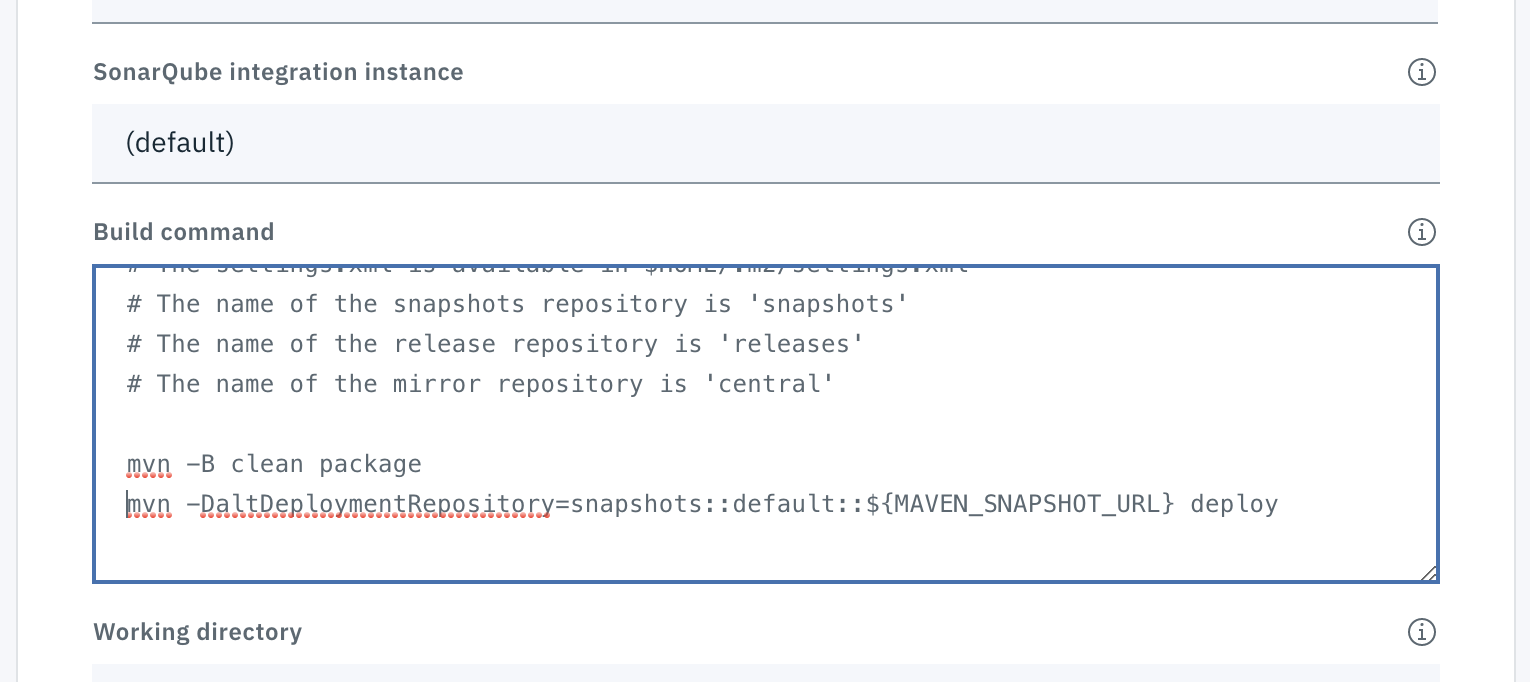 SonarQube integration instance
(default)
Build command
# The settings.xml is available in $HOME/.m2/settings.xml
# The name of the snapshots repository is 'snapshots'
# The name of the release repository is 'releases'
# The name of the mirror repository is 'central'
mvn -B clean package
mvn -DaltDeploymentRepository=snapshots::default::${MAVEN_SNAPSHOT_URL} deploy
Working directory